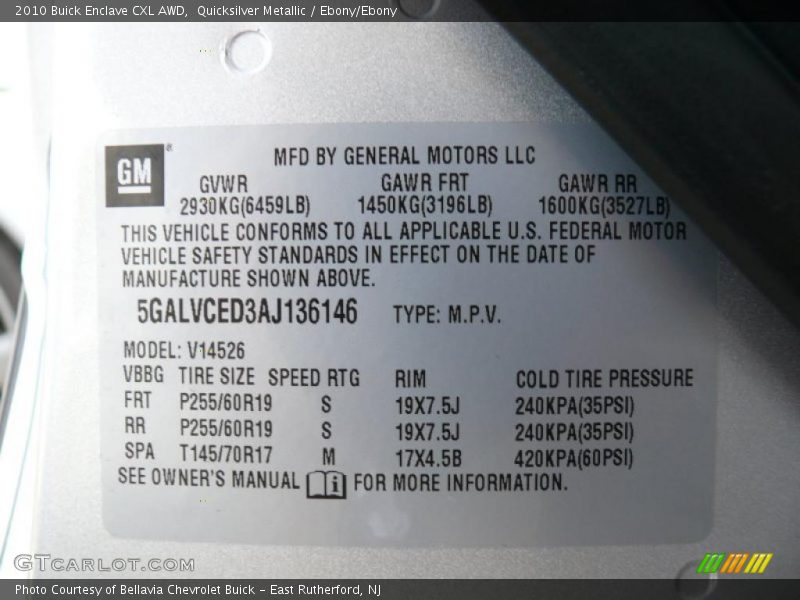 2010 Buick Enclave CXL AWD, Quicksilver Metallic / Ebony/Ebony
GM ®
MFD BY GENERAL MOTORS LLC
GVWR GAWR FRT GAWR RR
2930KG(6459LB) 1450KG(3196LB) 1600KG(3527LB)
THIS VEHICLE CONFORMS TO ALL APPLICABLE U.S. FEDERAL MOTOR
VEHICLE SAFETY STANDARDS IN EFFECT ON THE DATE OF
MANUFACTURE SHOWN ABOVE.
5GALVCED3AJ136146 TYPE: M.P.V.
MODEL: V14526
VBBG TIRE SIZE SPEED RTG RIM COLD TIRE PRESSURE
FRT P255/60R19 S 19X7.5J 240KPA(35PSI)
RR P255/60R19 S 19X7.5J 240KPA(35PSI)
SPA T145/70R17 M 17X4.5B 420KPA(60PSI)
SEE OWNER'S MANUAL i FOR MORE INFORMATION.
GTCARLOT.COM
Photo Courtesy of Bellavia Chevrolet Buick - East Rutherford, NJ